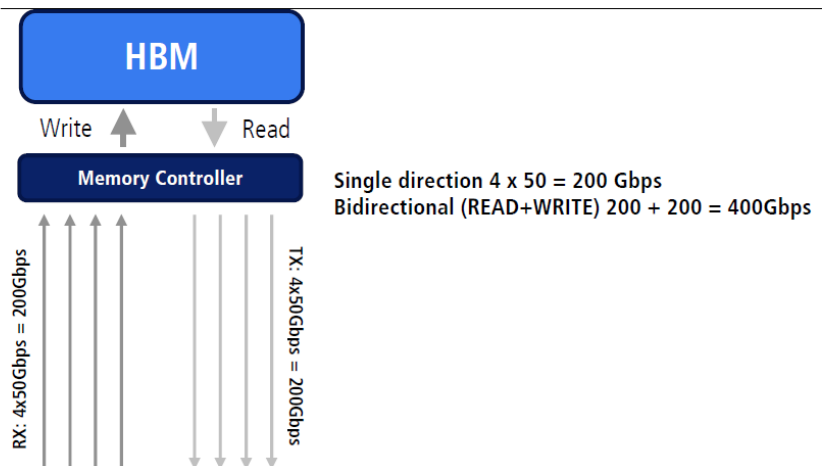 HBM
Write
Read
Memory Controller
Single direction 4 x 50 = 200 Gbps
Bidirectional (READ+WRITE) 200 + 200 = 400Gbps
RX: 4x50Gbps = 200Gbps
TX: 4x50Gbps = 200Gbps